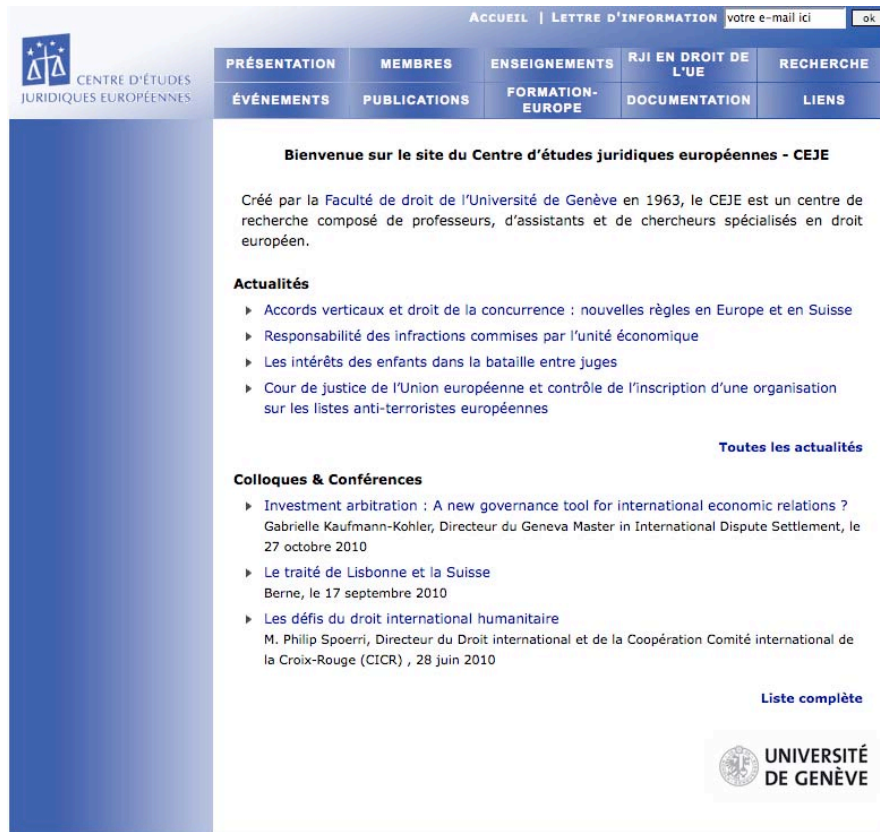 ACCUEIL | LETTRE D'INFORMATION votre e-mail ici ok
CENTRE D'ÉTUDES
JURIDIQUES EUROPÉENNES
PRÉSENTATION MEMBRES ENSEIGNEMENTS RJI EN DROIT DE L'UE RECHERCHE
ÉVÉNEMENTS PUBLICATIONS FORMATION-EUROPE DOCUMENTATION LIENS
Bienvenue sur le site du Centre d'études juridiques européennes - CEJE
Créé par la Faculté de droit de l'Université de Genève en 1963, le CEJE est un centre de
recherche composé de professeurs, d'assistants et de chercheurs spécialisés en droit
européen.
Actualités
Accords verticaux et droit de la concurrence : nouvelles règles en Europe et en Suisse
Responsabilité des infractions commises par l'unité économique
Les intérêts des enfants dans la bataille entre juges
Cour de justice de l'Union européenne et contrôle de l'inscription d'une organisation
sur les listes anti-terroristes européennes
Toutes les actualités
Colloques & Conférences
Investment arbitration : A new governance tool for international economic relations ?
Gabrielle Kaufmann-Kohler, Directeur du Geneva Master in International Dispute Settlement, le
27 octobre 2010
Le traité de Lisbonne et la Suisse
Berne, le 17 septembre 2010
Les défis du droit international humanitaire
M. Philip Spoerri, Directeur du Droit international et de la Coopération Comité international de
la Croix-Rouge (CICR) , 28 juin 2010
Liste complète
UNIVERSITÉ
DE GENÈVE